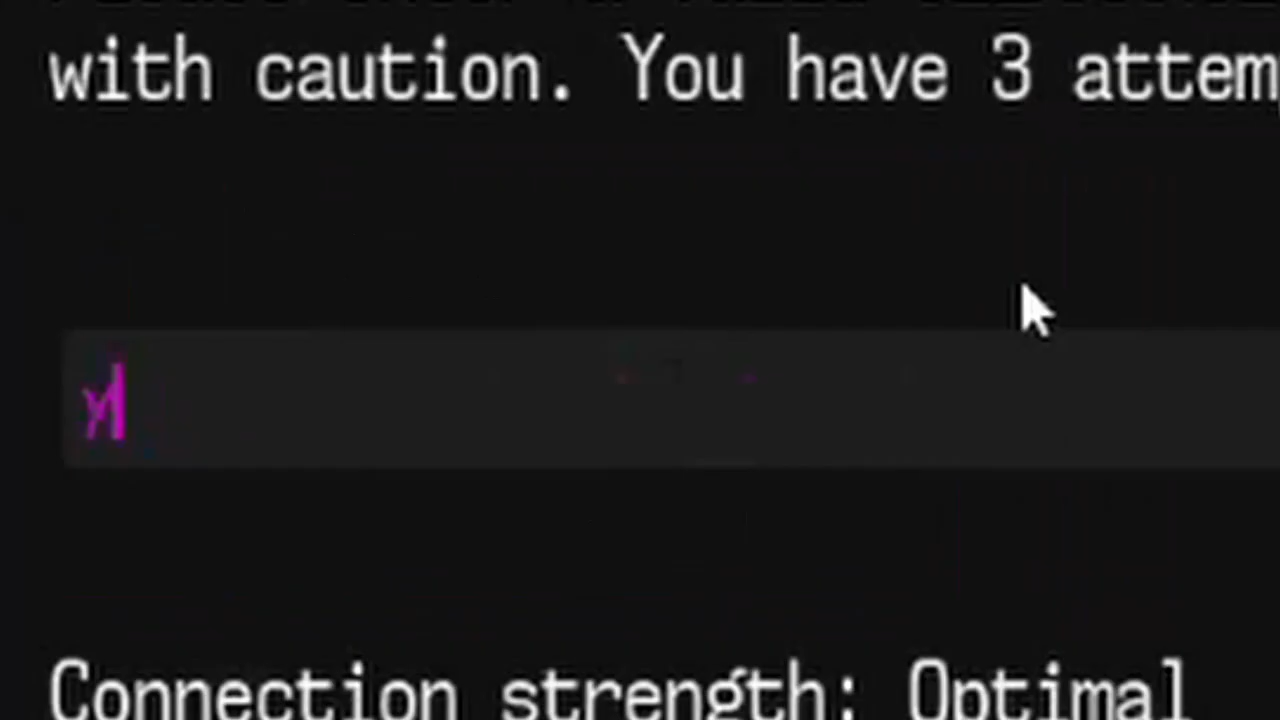 with caution. You have 3 attem
y
Connection strength: Optimal